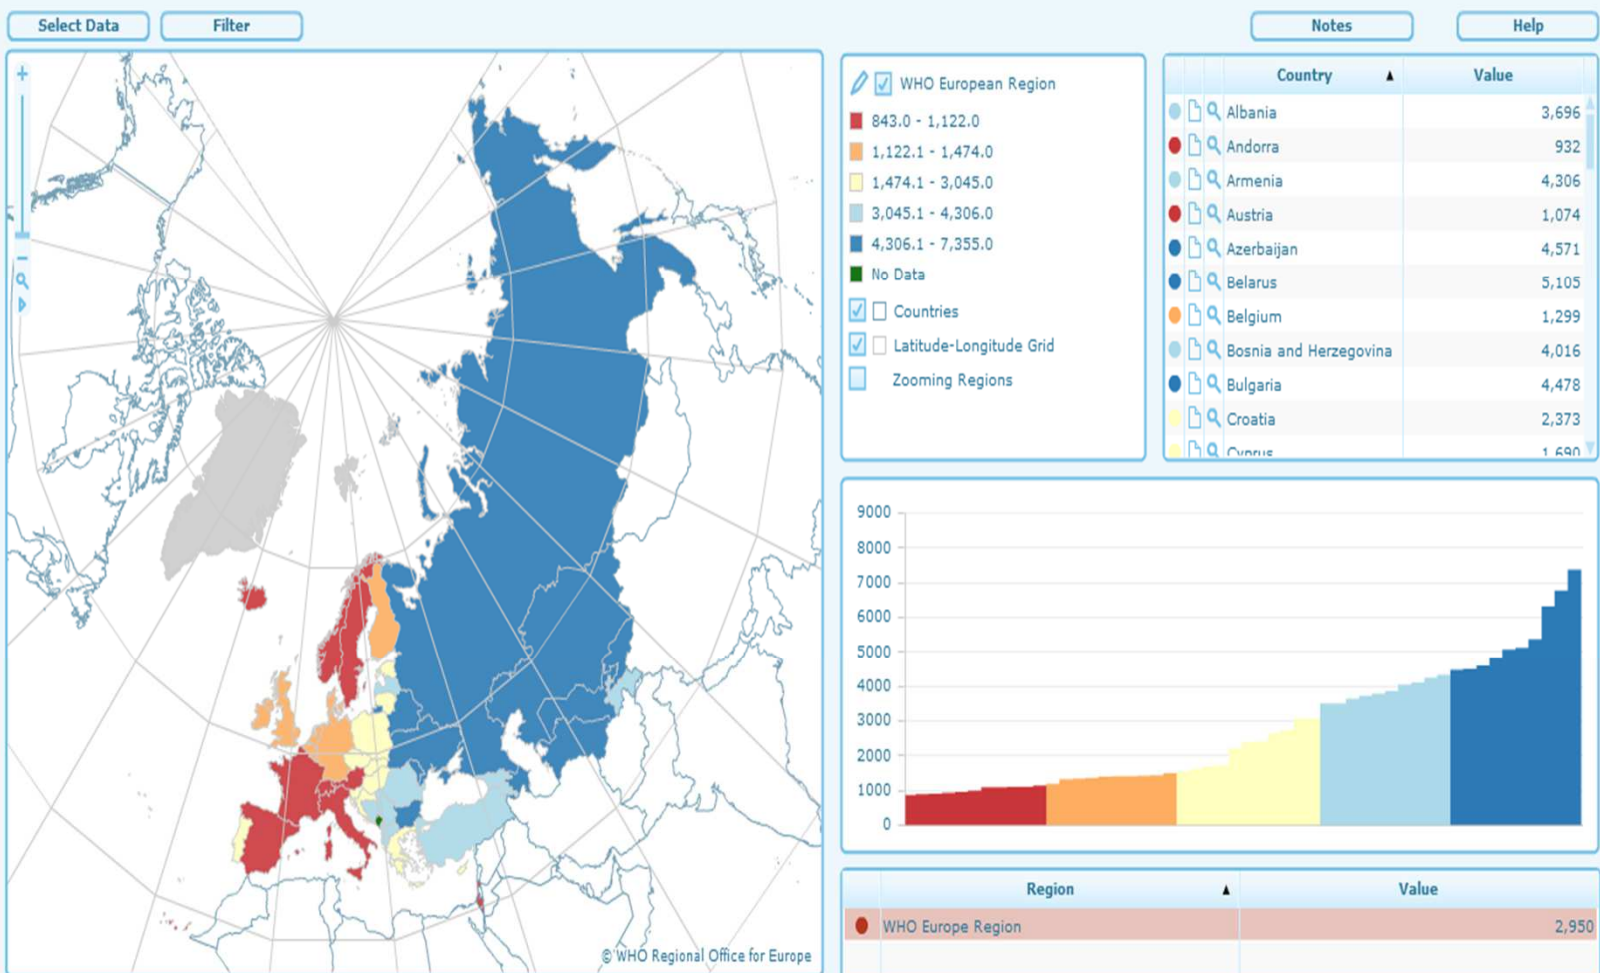 Select Data
Filter
Notes
Help
WHO European Region
843.0 - 1,122.0
1,122.1 - 1,474.0
1,474.1 - 3,045.0
3,045.1 - 4,306.0
4,306.1 - 7,355.0
No Data
Countries
Latitude-Longitude Grid
Zooming Regions
Country ▲ Value
Albania 3,696
Andorra 932
Armenia 4,306
Austria 1,074
Azerbaijan 4,571
Belarus 5,105
Belgium 1,299
Bosnia and Herzegovina 4,016
Bulgaria 4,478
Croatia 2,373
Cyprus 1,690
9000
8000
7000
6000
5000
4000
3000
2000
1000
0
Region ▲ Value
WHO Europe Region 2,950
© WHO Regional Office for Europe